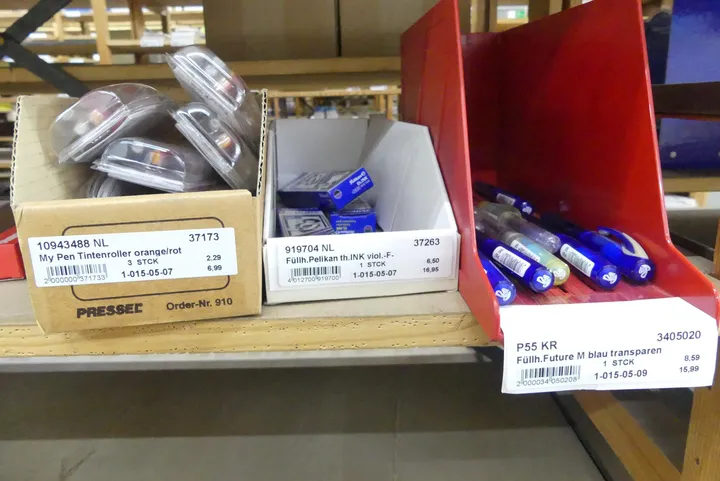 10943488 NL 37173
My Pen Tintenroller orange/rot
3 STCK 2.29
1-015-05-07 6,99
2000000371733
PRESSEL Order-Nr. 910
919704 NL 37263
Füllh.Pelikan th.INK viol.-F-
1 STCK 6,50
1-015-05-07 16,95
4012700919700
P55 KR 3405020
Füllh.Future M blau transparen
1 STCK 8.59
1-015-05-09 15,99
2000034050208